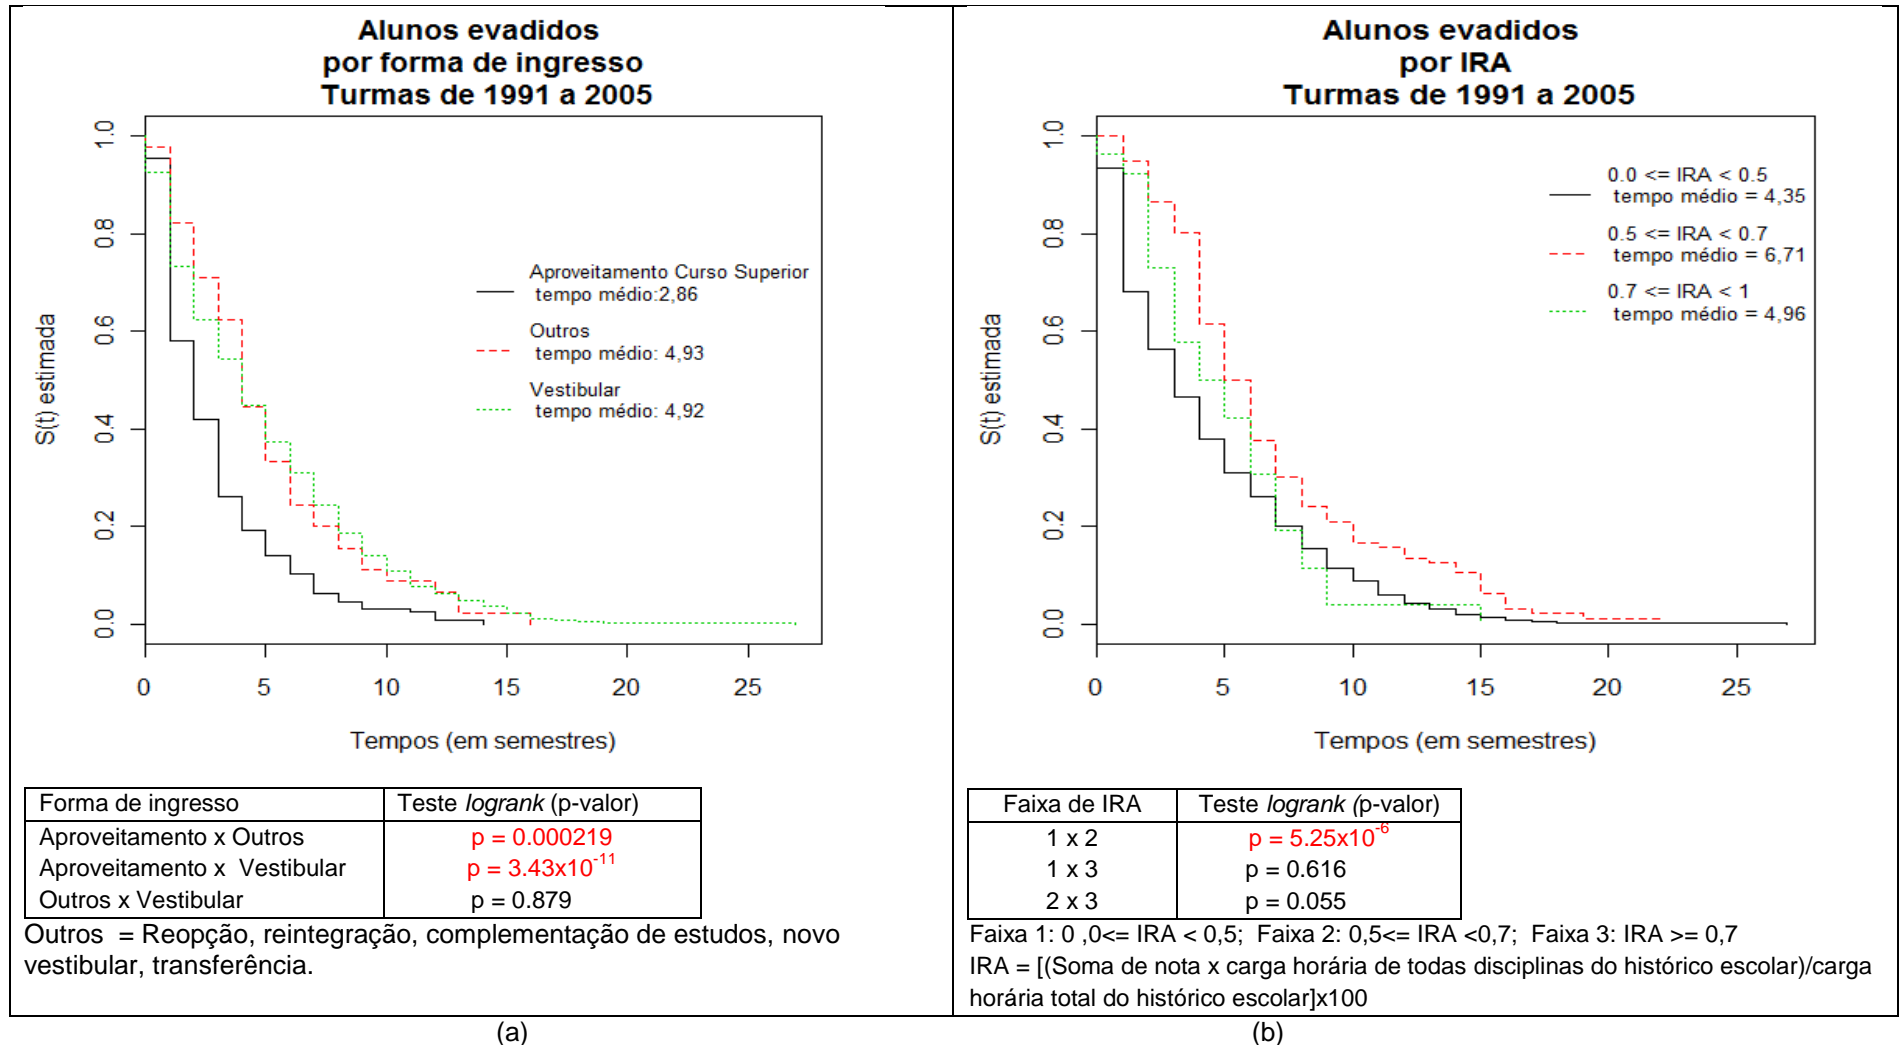 Alunos evadidos
por forma de ingresso
Turmas de 1991 a 2005
S(t) estimada
1.0
0.8
0.6
0.4
0.2
0.0
Aproveitamento Curso Superior
tempo médio:2,86
Outros
tempo médio: 4,93
Vestibular
tempo médio: 4,92
0 5 10 15 20 25
Tempos (em semestres)
Forma de ingresso Teste logrank (p-valor)
Aproveitamento x Outros p = 0.000219
Aproveitamento x Vestibular p = 3.43x10^-11
Outros x Vestibular p = 0.879
Outros = Reopção, reintegração, complementação de estudos, novo
vestibular, transferência.
(a)
Alunos evadidos
por IRA
Turmas de 1991 a 2005
S(t) estimada
1.0
0.8
0.6
0.4
0.2
0.0
0.0 <= IRA < 0.5
tempo médio = 4,35
0.5 <= IRA < 0.7
tempo médio = 6,71
0.7 <= IRA < 1
tempo médio = 4,96
0 5 10 15 20 25
Tempos (em semestres)
Faixa de IRA Teste logrank (p-valor)
1 x 2 p = 5.25x10^-6
1 x 3 p = 0.616
2 x 3 p = 0.055
Faixa 1: 0 ,0<= IRA < 0,5; Faixa 2: 0,5<= IRA <0,7; Faixa 3: IRA >= 0,7
IRA = [(Soma de nota x carga horária de todas disciplinas do histórico escolar)/carga
horária total do histórico escolar]x100
(b)